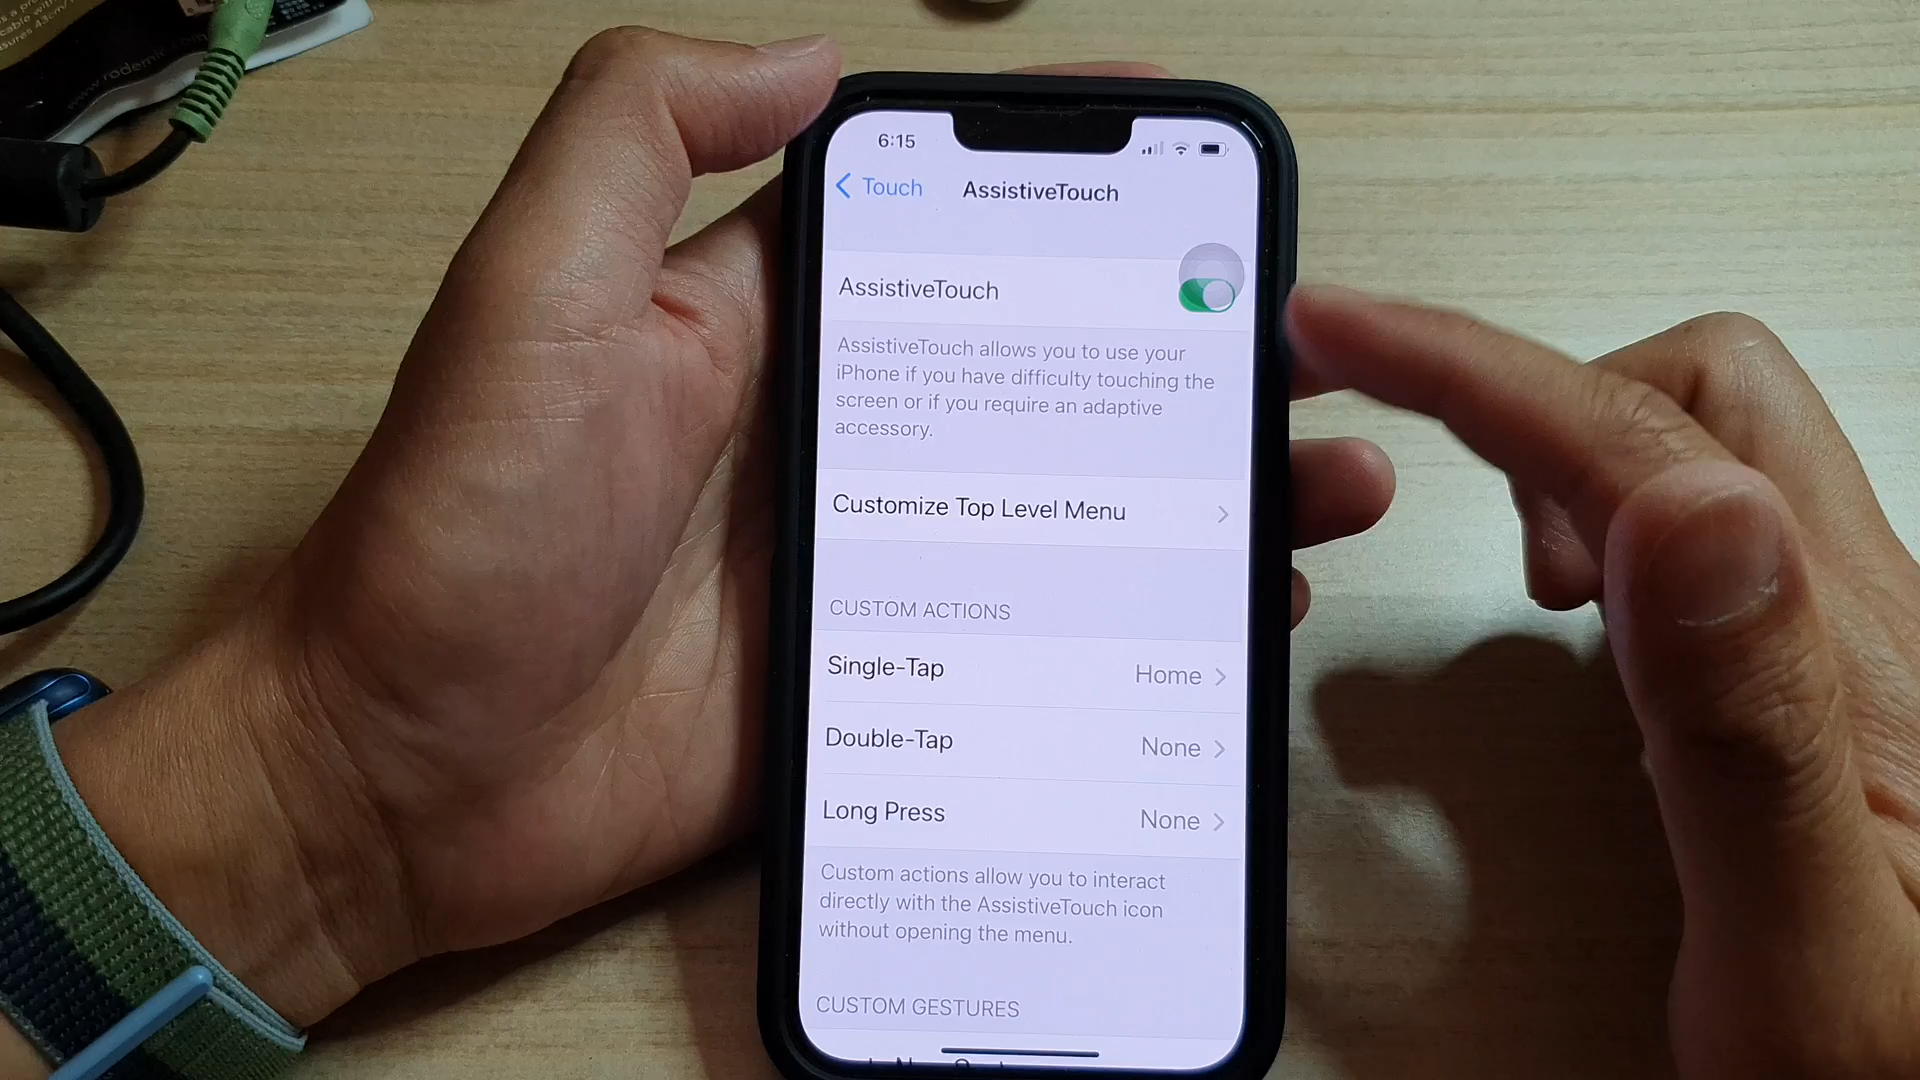 www.rodemic.com
6:15
Touch
AssistiveTouch
AssistiveTouch
AssistiveTouch allows you to use your
iPhone if you have difficulty touching the
screen or if you require an adaptive
accessory.
Customize Top Level Menu
CUSTOM ACTIONS
Single-Tap Home
Double-Tap None
Long Press None
Custom actions allow you to interact
directly with the AssistiveTouch icon
without opening the menu.
CUSTOM GESTURES